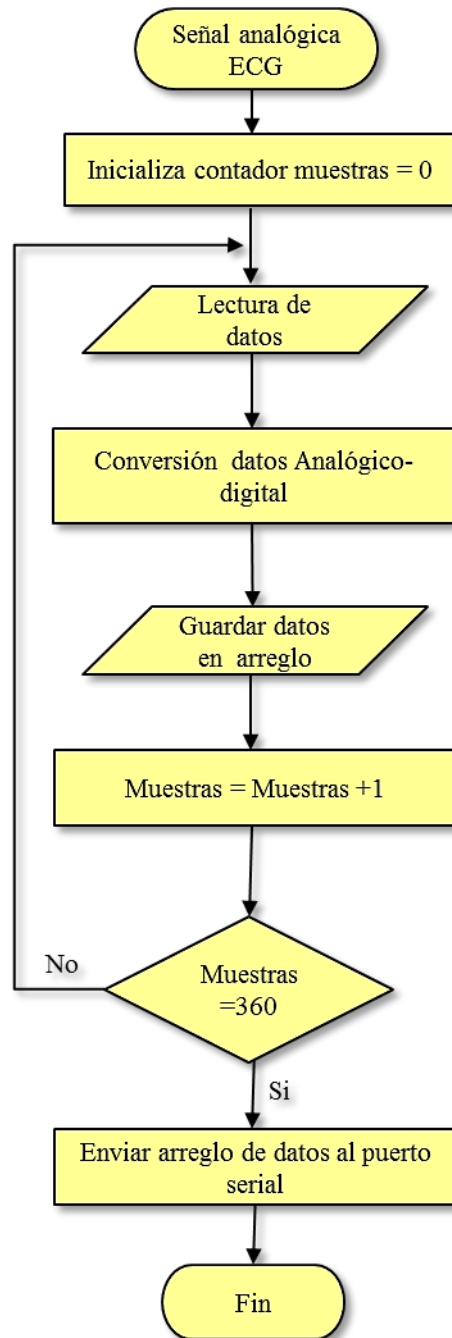 Señal analógica
ECG
Inicializa contador muestras = 0
Lectura de
datos
Conversión datos Analógico-
digital
Guardar datos
en arreglo
Muestras = Muestras +1
Muestras
=360
No
Si
Enviar arreglo de datos al puerto
serial
Fin